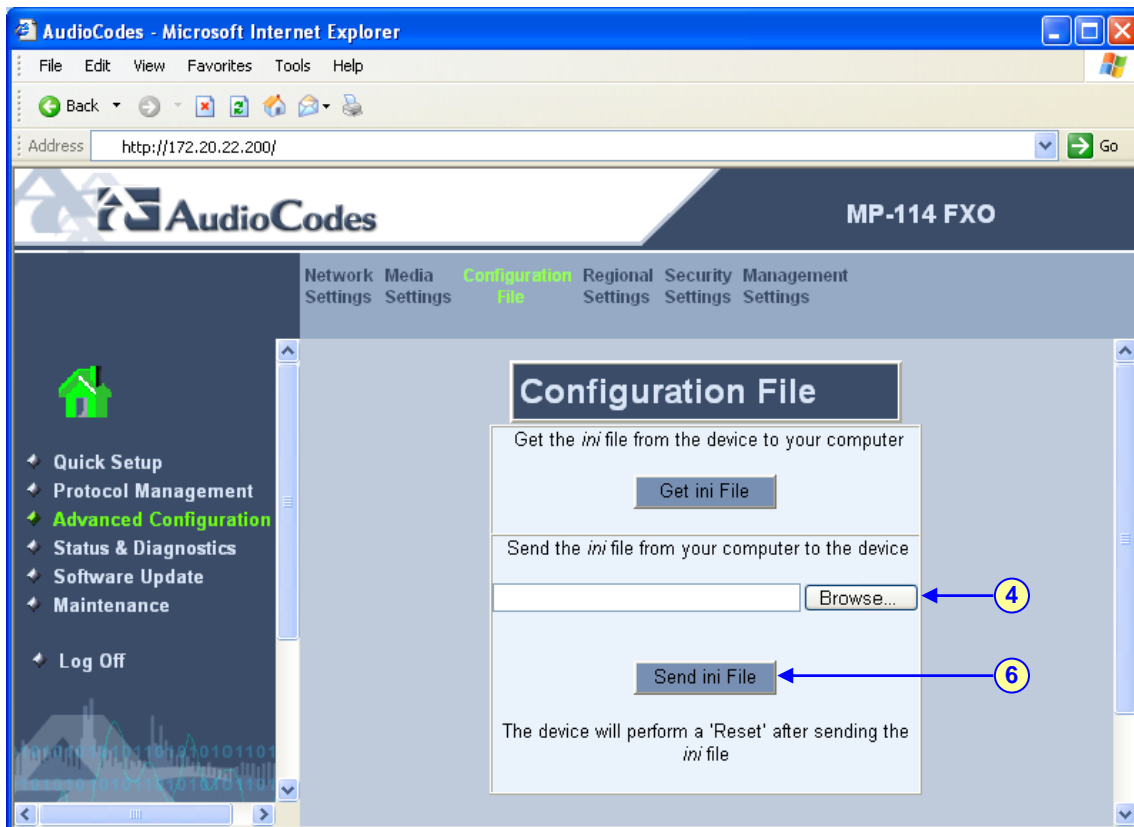 AudioCodes - Microsoft Internet Explorer
File Edit View Favorites Tools Help
Back
Address http://172.20.22.200/ Go
AudioCodes MP-114 FXO
Network Settings
Media Settings
Configuration File
Regional Settings
Security Settings
Management Settings
Quick Setup
Protocol Management
Advanced Configuration
Status & Diagnostics
Software Update
Maintenance
Log Off
Configuration File
Get the ini file from the device to your computer
Get ini File
Send the ini file from your computer to the device
Browse... 4
Send ini File 6
The device will perform a 'Reset' after sending the
ini file